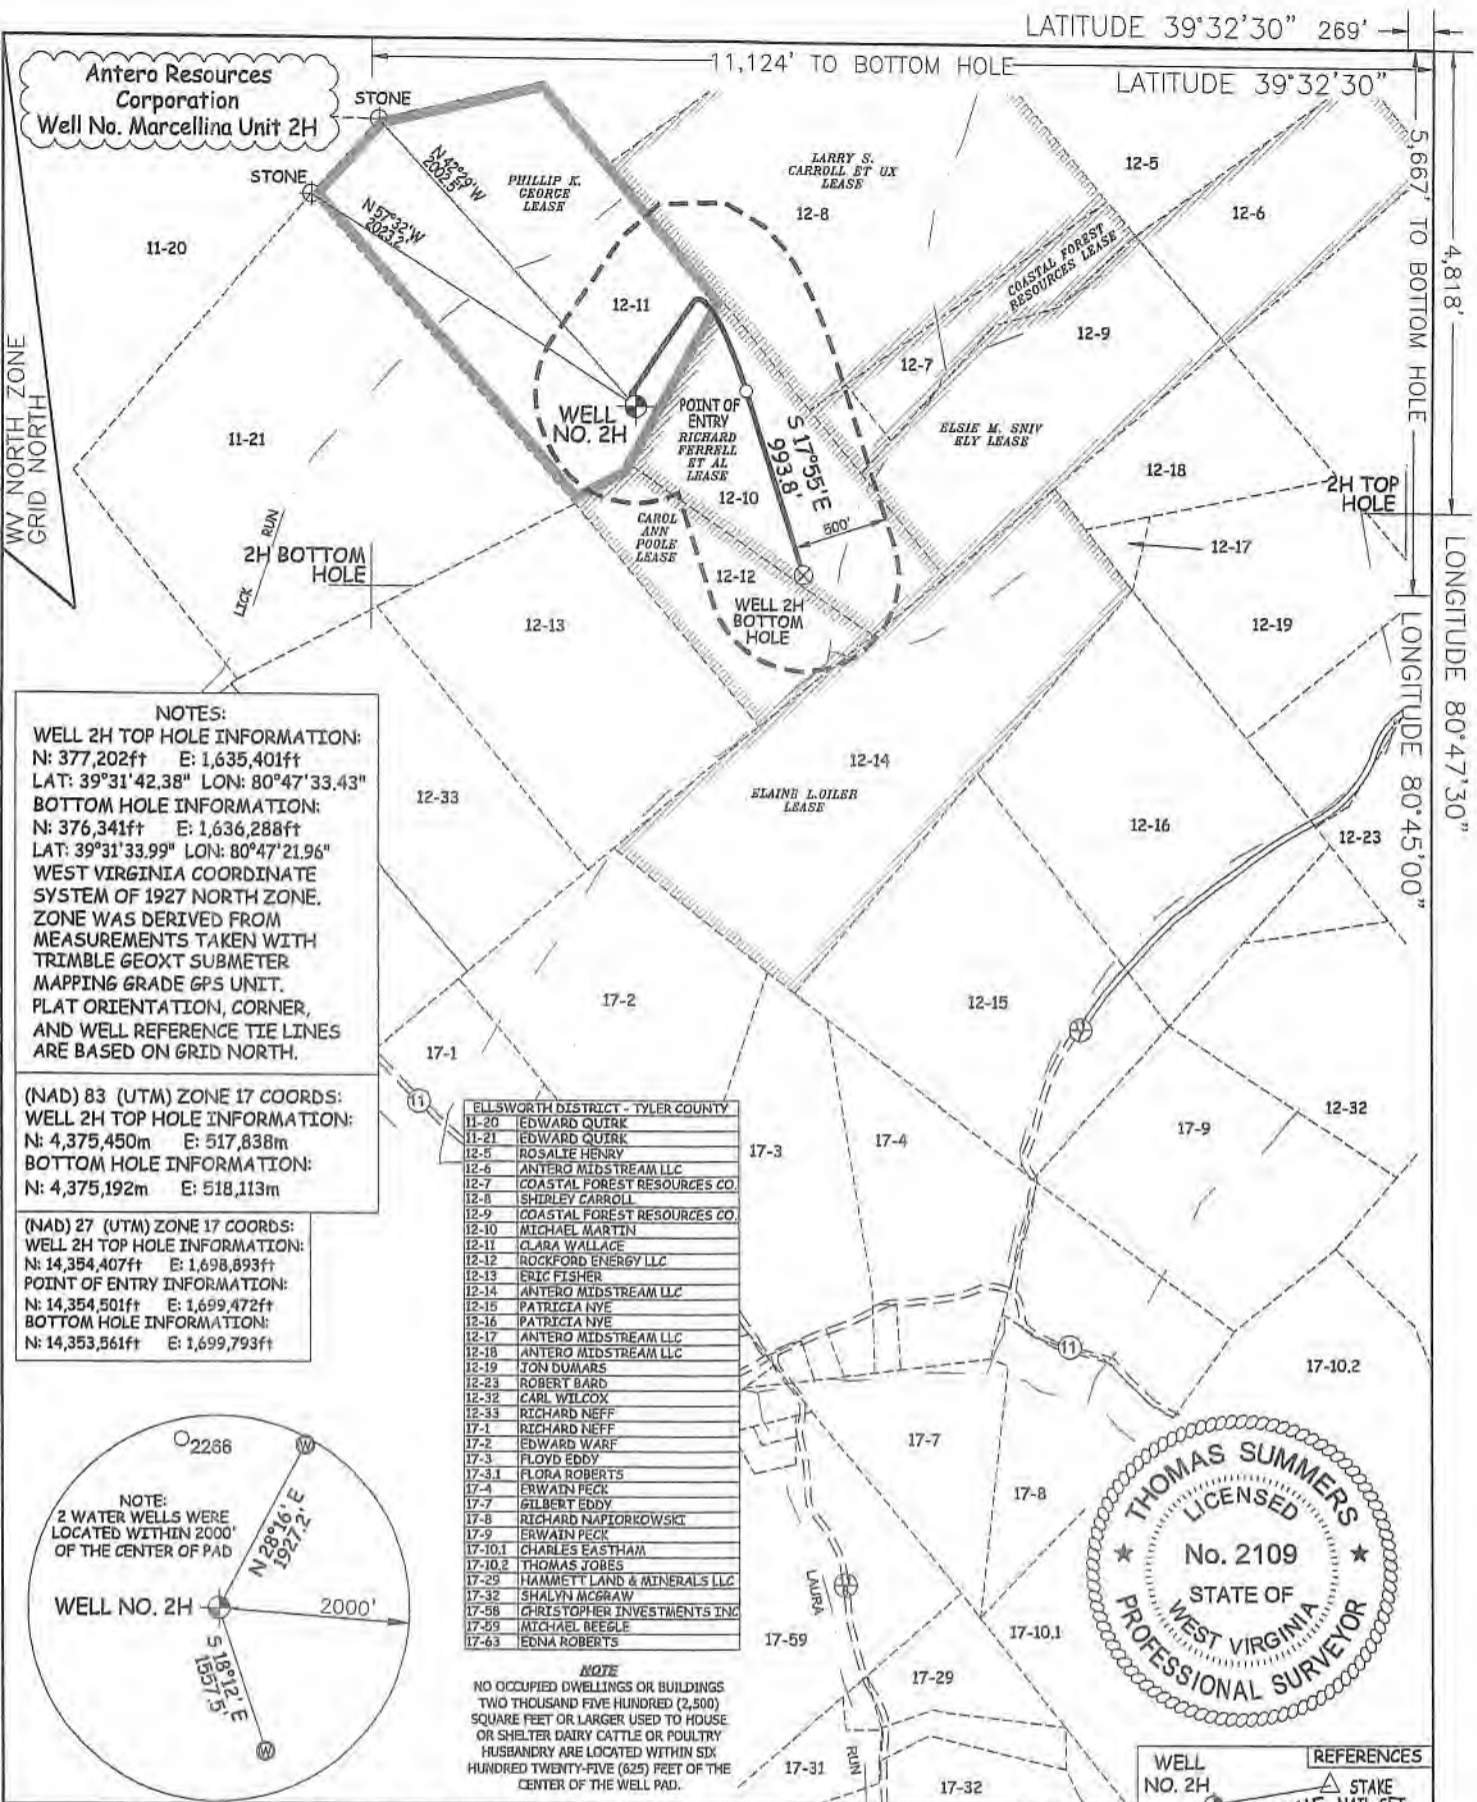 LATITUDE 39°32'30" 269'
11,124' TO BOTTOM HOLE
LATITUDE 39°32'30"
Antero Resources
Corporation
Well No. Marcellina Unit 2H
STONE
STONE
N 42°29'W
2002.5'
N 57°32'W
2023.2'
PHILLIP K.
GEORGE
LEASE
LARRY S.
CARROLL ET UX
LEASE
12-8
12-5
12-6
COASTAL FOREST
RESOURCES LEASE
5,667' TO BOTTOM HOLE
4,818'
11-20
12-11
12-9
12-7
WV NORTH ZONE
GRID NORTH
WELL
NO. 2H
POINT OF
ENTRY
RICHARD
FERRELL
ET AL
LEASE
S 17°55'E
993.8'
ELSIE M. SNIV
ELY LEASE
11-21
12-18
12-10
2H TOP
HOLE
500'
CAROL
ANN
POOLE
LEASE
LICK RUN
2H BOTTOM
HOLE
12-17
12-12
WELL 2H
BOTTOM
HOLE
12-13
12-19
LONGITUDE 80°47'30"
LONGITUDE 80°45'00"
NOTES:
WELL 2H TOP HOLE INFORMATION:
N: 377,202ft E: 1,635,401ft
LAT: 39°31'42.38" LON: 80°47'33.43"
BOTTOM HOLE INFORMATION:
N: 376,341ft E: 1,636,288ft
LAT: 39°31'33.99" LON: 80°47'21.96"
WEST VIRGINIA COORDINATE
SYSTEM OF 1927 NORTH ZONE.
ZONE WAS DERIVED FROM
MEASUREMENTS TAKEN WITH
TRIMBLE GEOXT SUBMETER
MAPPING GRADE GPS UNIT.
PLAT ORIENTATION, CORNER,
AND WELL REFERENCE TIE LINES
ARE BASED ON GRID NORTH.
12-14
ELAINE L.OILER
LEASE
12-33
12-16
12-23
17-2
12-15
17-1
11
12-32
17-9
17-3
17-4
(NAD) 83 (UTM) ZONE 17 COORDS:
WELL 2H TOP HOLE INFORMATION:
N: 4,375,450m E: 517,838m
BOTTOM HOLE INFORMATION:
N: 4,375,192m E: 518,113m
(NAD) 27 (UTM) ZONE 17 COORDS:
WELL 2H TOP HOLE INFORMATION:
N: 14,354,407ft E: 1,698,893ft
POINT OF ENTRY INFORMATION:
N: 14,354,501ft E: 1,699,472ft
BOTTOM HOLE INFORMATION:
N: 14,353,561ft E: 1,699,793ft
ELLSWORTH DISTRICT - TYLER COUNTY
11-20 EDWARD QUIRK
11-21 EDWARD QUIRK
12-5 ROSALIE HENRY
12-6 ANTERO MIDSTREAM LLC
12-7 COASTAL FOREST RESOURCES CO.
12-8 SHIRLEY CARROLL
12-9 COASTAL FOREST RESOURCES CO.
12-10 MICHAEL MARTIN
12-11 CLARA WALLACE
12-12 ROCKFORD ENERGY LLC
12-13 ERIC FISHER
12-14 ANTERO MIDSTREAM LLC
12-15 PATRICIA NYE
12-16 PATRICIA NYE
12-17 ANTERO MIDSTREAM LLC
12-18 ANTERO MIDSTREAM LLC
12-19 JON DUMARS
12-23 ROBERT BARD
12-32 CARL WILCOX
12-33 RICHARD NEFF
17-1 RICHARD NEFF
17-2 EDWARD WARF
17-3 FLOYD EDDY
17-3.1 FLORA ROBERTS
17-4 ERWAIN PECK
17-7 GILBERT EDDY
17-8 RICHARD NAPIORKOWSKI
17-9 ERWAIN PECK
17-10.1 CHARLES EASTHAM
17-10.2 THOMAS JOBES
17-29 HAMMETT LAND & MINERALS LLC
17-32 SHALYN MCGRAW
17-58 CHRISTOPHER INVESTMENTS INC
17-59 MICHAEL BEEGLE
17-63 EDNA ROBERTS
11
17-10.2
17-7
17-8
2266
W
NOTE:
2 WATER WELLS WERE
LOCATED WITHIN 2000'
OF THE CENTER OF PAD
N 28°16' E
1927.2'
WELL NO. 2H
2000'
S 18°12' E
1557.5'
W
THOMAS SUMMERS
LICENSED
No. 2109
STATE OF
WEST VIRGINIA
PROFESSIONAL SURVEYOR
LAURA
RUN
17-59
17-10.1
17-29
NOTE
NO OCCUPIED DWELLINGS OR BUILDINGS
TWO THOUSAND FIVE HUNDRED (2,500)
SQUARE FEET OR LARGER USED TO HOUSE
OR SHELTER DAIRY CATTLE OR POULTRY
HUSBANDRY ARE LOCATED WITHIN SIX
HUNDRED TWENTY-FIVE (625) FEET OF THE
CENTER OF THE WELL PAD.
17-31
17-32
REFERENCES
WELL
NO. 2H
STAKE